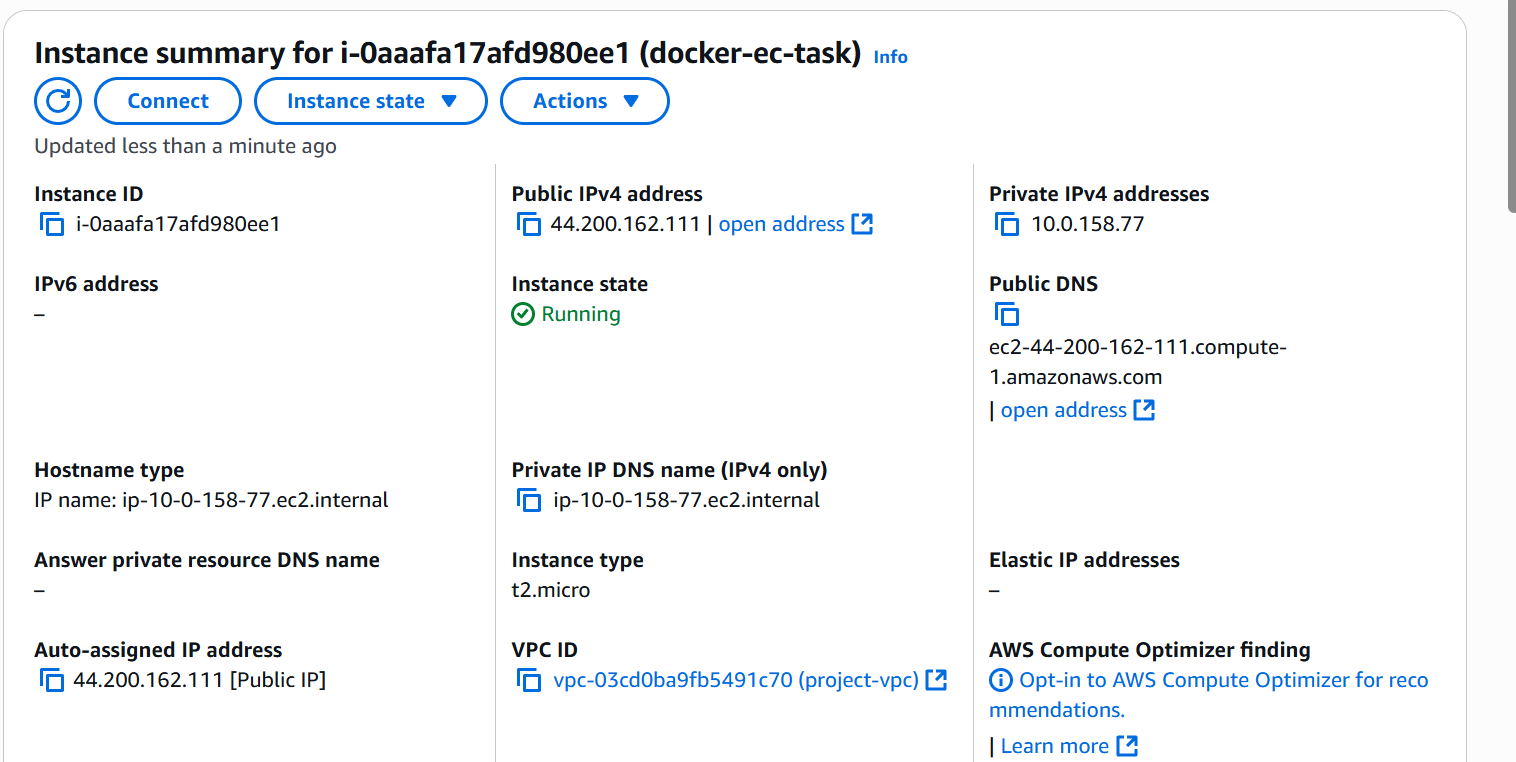 Instance summary for i-0aaafa17afd980ee1 (docker-ec-task) Info
Connect
Instance state
Actions
Updated less than a minute ago
Instance ID
i-0aaafa17afd980ee1
Public IPv4 address
44.200.162.111 | open address
Private IPv4 addresses
10.0.158.77
IPv6 address
–
Instance state
Running
Public DNS
ec2-44-200-162-111.compute-
1.amazonaws.com
| open address
Hostname type
IP name: ip-10-0-158-77.ec2.internal
Private IP DNS name (IPv4 only)
ip-10-0-158-77.ec2.internal
Answer private resource DNS name
–
Instance type
t2.micro
Elastic IP addresses
–
Auto-assigned IP address
44.200.162.111 [Public IP]
VPC ID
vpc-03cd0ba9fb5491c70 (project-vpc)
AWS Compute Optimizer finding
Opt-in to AWS Compute Optimizer for reco
mmendations.
| Learn more